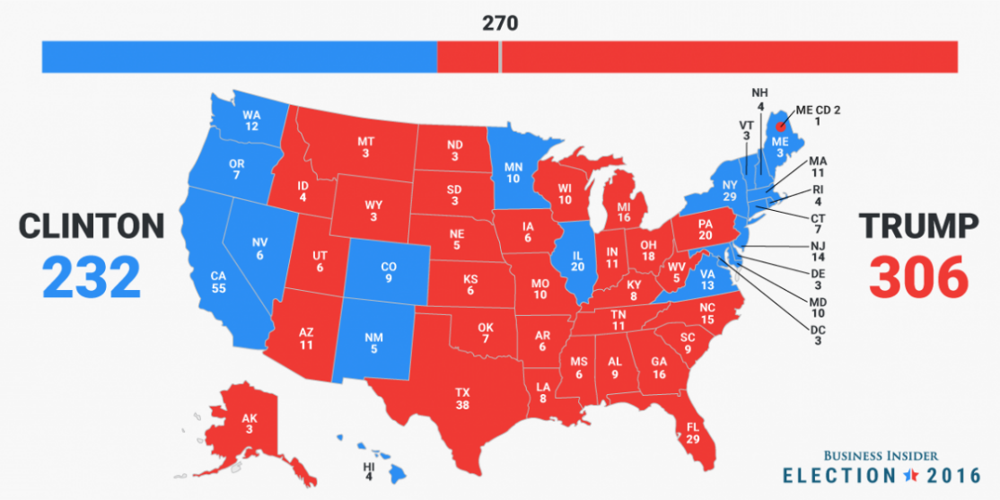 270
CLINTON
232
TRUMP
306
WA
12
OR
7
CA
55
NV
6
ID
4
MT
3
WY
3
UT
6
AZ
11
CO
9
NM
5
ND
3
SD
3
NE
5
KS
6
OK
7
TX
38
MN
10
IA
6
MO
10
AR
6
LA
8
WI
10
IL
20
MI
16
IN
11
OH
18
KY
8
TN
11
MS
6
AL
9
GA
16
FL
29
SC
9
NC
15
VA
13
WV
5
PA
20
NY
29
VT
3
NH
4
ME CD 2
1
ME
3
MA
11
RI
4
CT
7
NJ
14
DE
3
MD
10
DC
3
AK
3
HI
4
BUSINESS INSIDER
ELECTION 2016